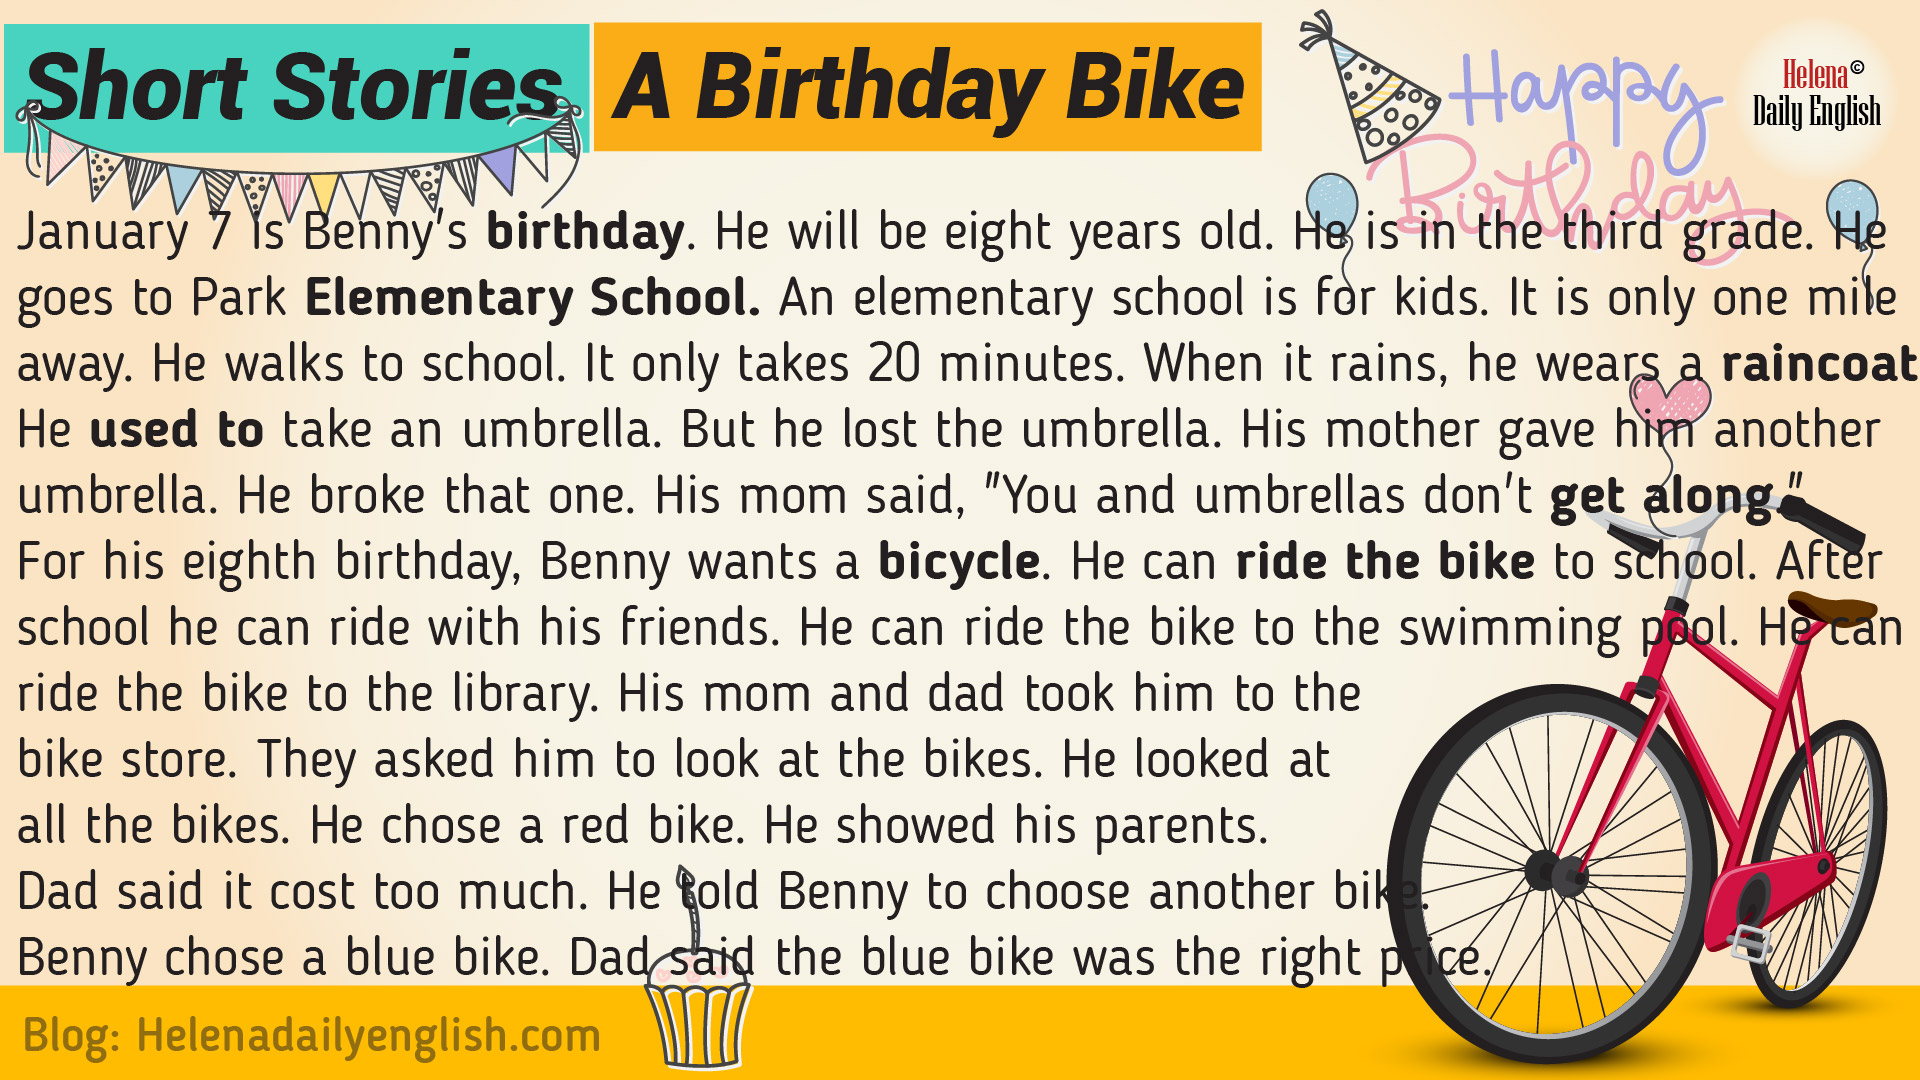 Short Stories
A Birthday Bike
Happy
Birthday
Helena©
Daily English
January 7 is Benny's birthday. He will be eight years old. He is in the third grade. He
goes to Park Elementary School. An elementary school is for kids. It is only one mile
away. He walks to school. It only takes 20 minutes. When it rains, he wears a raincoat
He used to take an umbrella. But he lost the umbrella. His mother gave him another
umbrella. He broke that one. His mom said, "You and umbrellas don't get along."
For his eighth birthday, Benny wants a bicycle. He can ride the bike to school. After
school he can ride with his friends. He can ride the bike to the swimming pool. He can
ride the bike to the library. His mom and dad took him to the
bike store. They asked him to look at the bikes. He looked at
all the bikes. He chose a red bike. He showed his parents.
Dad said it cost too much. He told Benny to choose another bike.
Benny chose a blue bike. Dad said the blue bike was the right price.
Blog: Helenadailyenglish.com